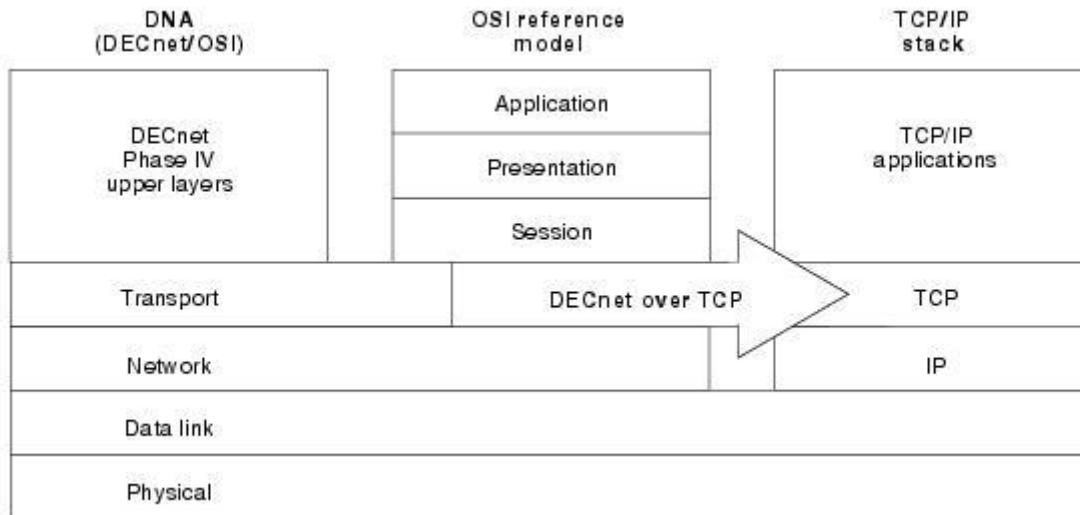 DNA
(DECnet/OSI)
OSI reference
model
TCP/IP
stack
DECnet
Phase IV
upper layers
Application
Presentation
Session
TCP/IP
applications
Transport
DECnet over TCP
TCP
Network
IP
Data link
Physical